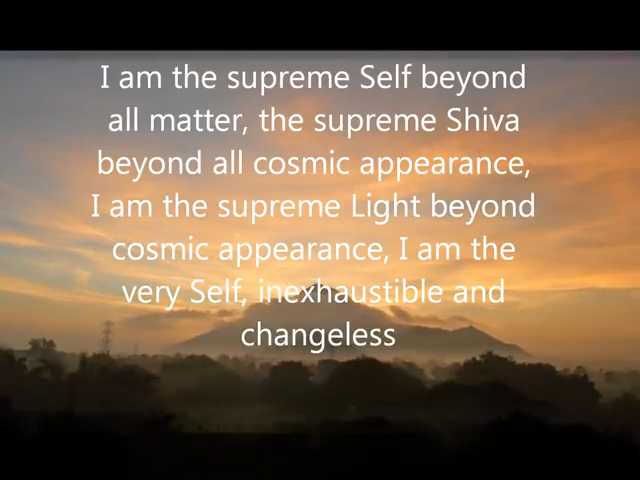 I am the supreme Self beyond
all matter, the supreme Shiva
beyond all cosmic appearance,
I am the supreme Light beyond
cosmic appearance, I am the
very Self, inexhaustible and
changeless